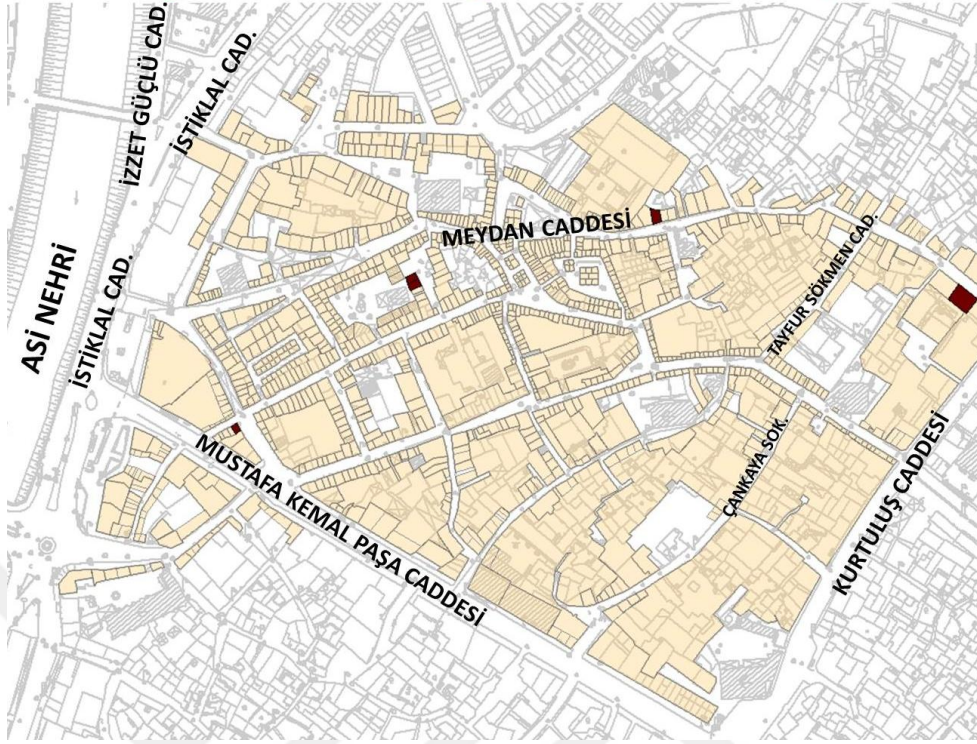 İZZET GÜÇLÜ CAD.
İSTİKLAL CAD.
MEYDAN CADDESİ
TAYFUR SÖKMEN CAD.
ASİ NEHRİ
İSTİKLAL CAD.
MUSTAFA KEMAL PAŞA CADDESİ
ÇANKAYA SOK.
KURTULUŞ CADDESİ